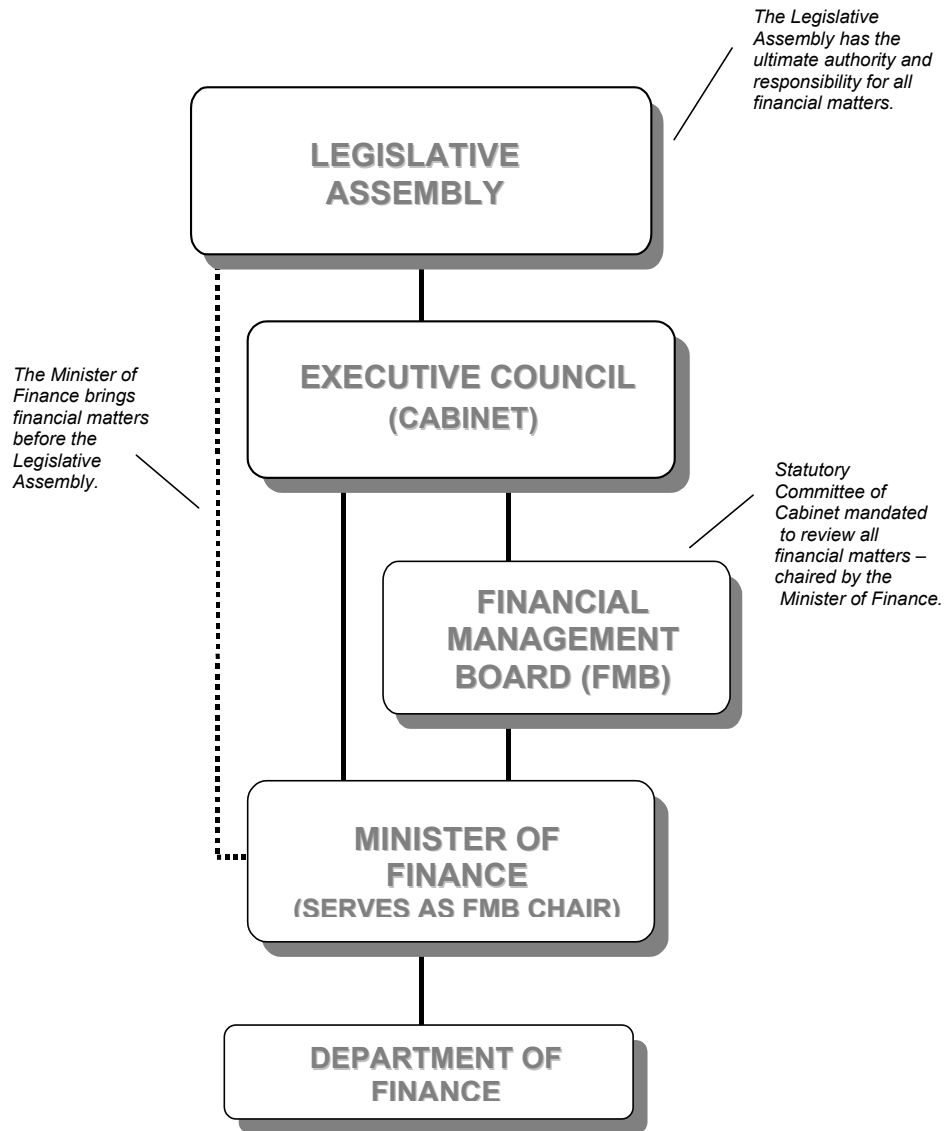 The Legislative
Assembly has the
ultimate authority and
responsibility for all
financial matters.
LEGISLATIVE
ASSEMBLY
EXECUTIVE COUNCIL
(CABINET)
The Minister of
Finance brings
financial matters
before the
Legislative
Assembly.
Statutory
Committee of
Cabinet mandated
to review all
financial matters –
chaired by the
Minister of Finance.
FINANCIAL
MANAGEMENT
BOARD (FMB)
MINISTER OF
FINANCE
(SERVES AS FMB CHAIR)
DEPARTMENT OF
FINANCE